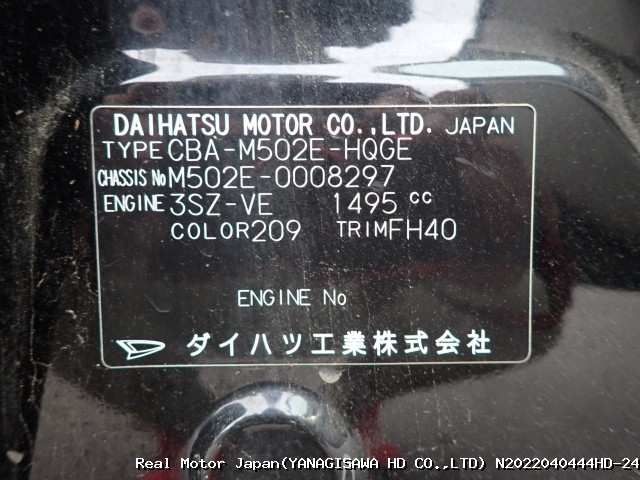 DAIHATSU MOTOR CO.,LTD. JAPAN
TYPE CBA-M502E-HQGE
CHASSIS No M502E-0008297
ENGINE 3SZ-VE 1495 cc
COLOR 209 TRIM FH40
ENGINE No
ダイハツ工業株式会社
Real Motor Japan(YANAGISAWA HD CO.,LTD) N2022040444HD-24